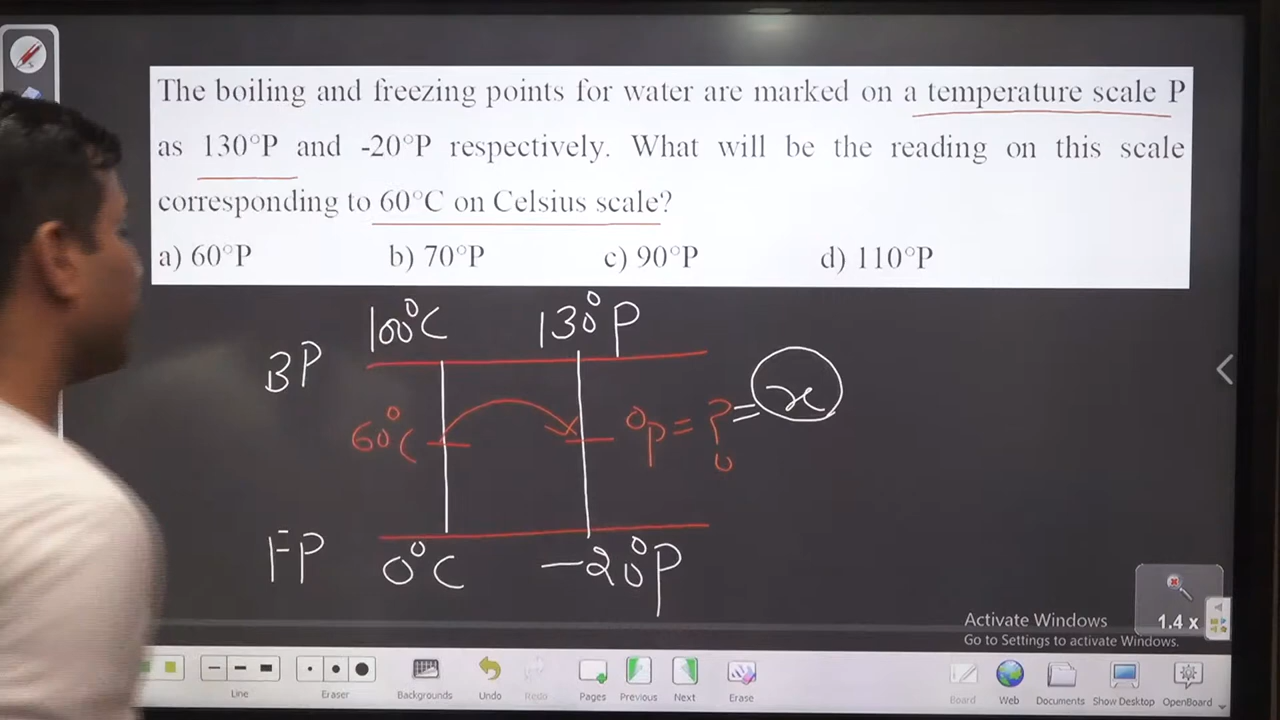 The boiling and freezing points for water are marked on a temperature scale P
as 130°P and -20°P respectively. What will be the reading on this scale
corresponding to 60°C on Celsius scale?
a) 60°P b) 70°P c) 90°P d) 110°P
100°C 130°P
BP
60°C °P = ? = x
FP 0°C -20°P
1.4 x
Activate Windows
Go to Settings to activate Windows.
Line Eraser Backgrounds Undo Redo Pages Previous Next Erase Board Web Documents Show Desktop OpenBoard